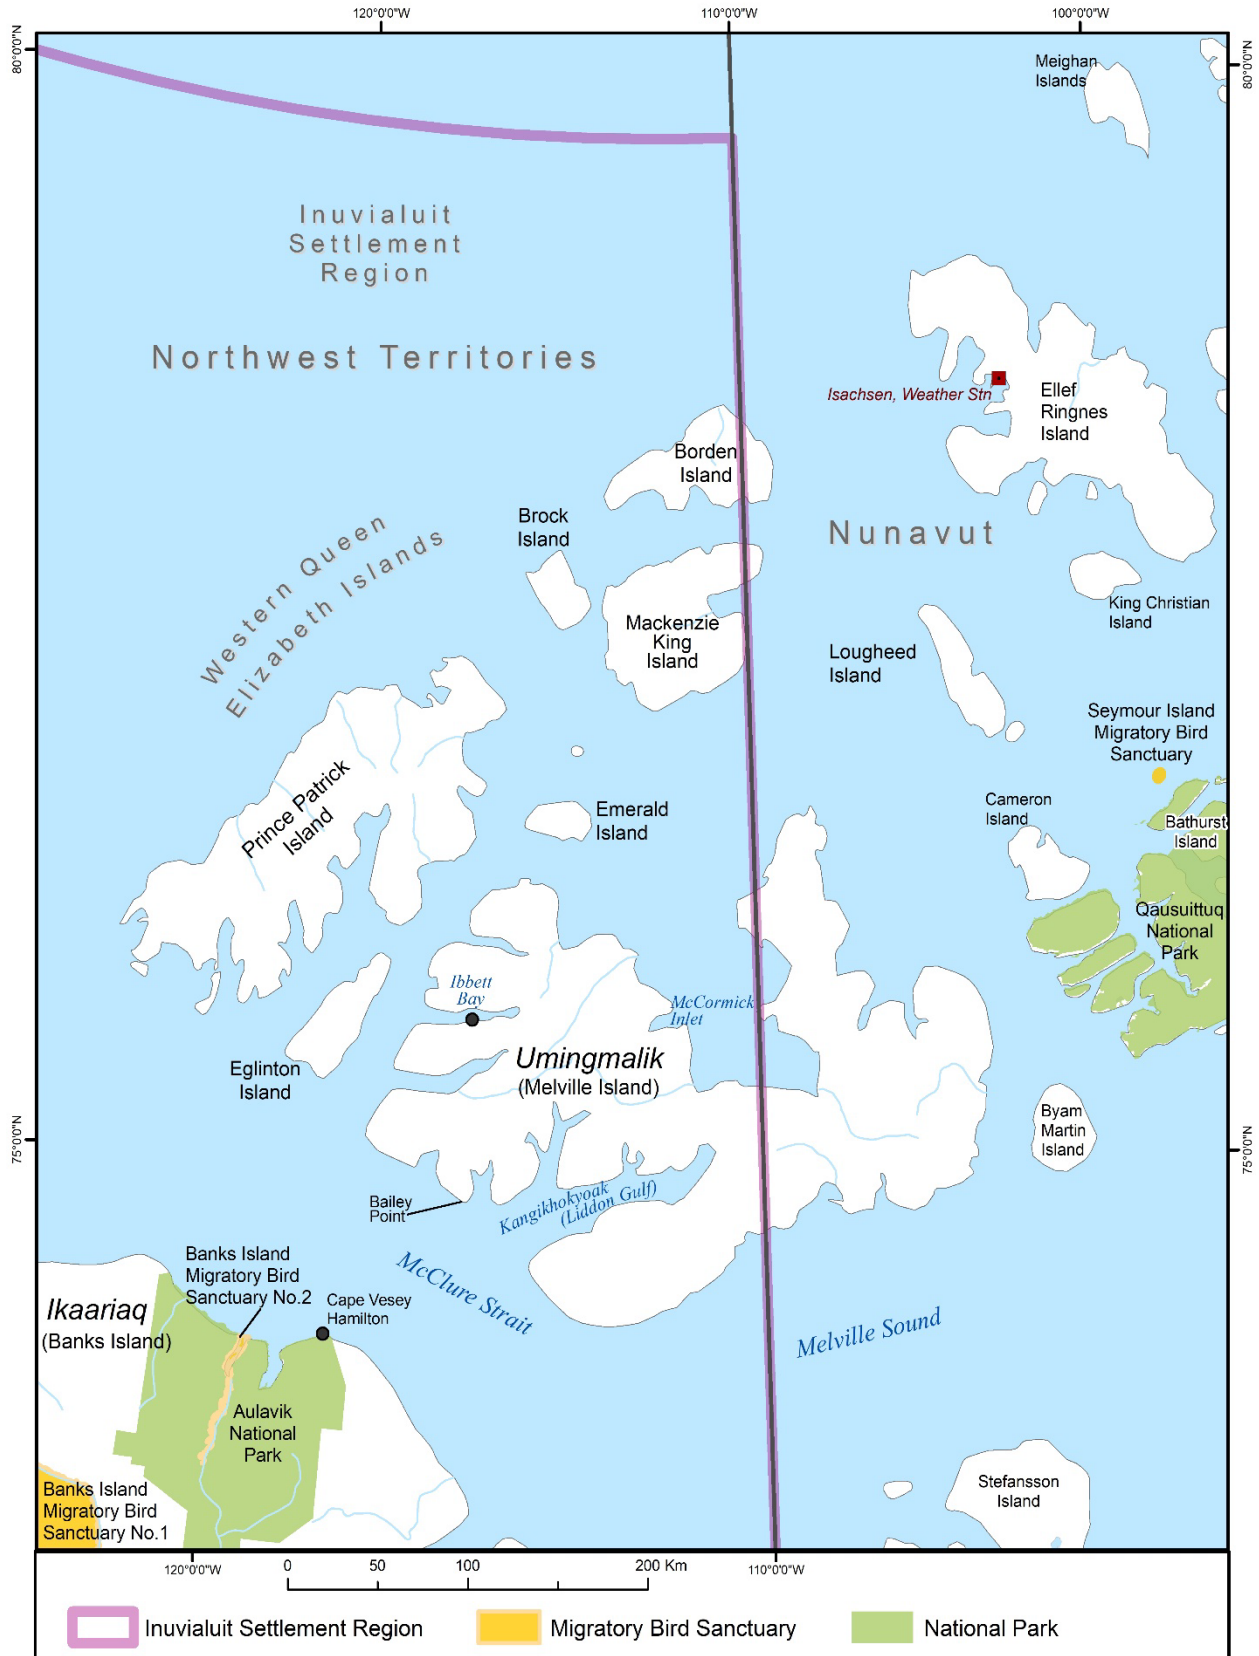 120°0'0"W
110°0'0"W
100°0'0"W
80°0'0"N
80°0'0"N
Meighan
Islands
Inuvialuit
Settlement
Region
Northwest Territories
Isachsen, Weather Stn
Ellef
Ringnes
Island
Borden
Island
Brock
Island
Nunavut
Western Queen
Elizabeth Islands
King Christian
Island
Mackenzie
King
Island
Lougheed
Island
Seymour Island
Migratory Bird
Sanctuary
Prince Patrick
Island
Emerald
Island
Cameron
Island
Bathurst
Island
Qausuittuq
National
Park
Ibbett
Bay
McCormick
Inlet
Eglinton
Island
Umingmalik
(Melville Island)
Byam
Martin
Island
75°0'0"N
75°0'0"N
Bailey
Point
Kangikhokyoak
(Liddon Gulf)
McClure Strait
Banks Island
Migratory Bird
Sanctuary No.2
Cape Vesey
Hamilton
Ikaariaq
(Banks Island)
Melville Sound
Aulavik
National
Park
Banks Island
Migratory Bird
Sanctuary No.1
Stefansson
Island
120°0'0"W
110°0'0"W
0 50 100 200 Km
Inuvialuit Settlement Region
Migratory Bird Sanctuary
National Park